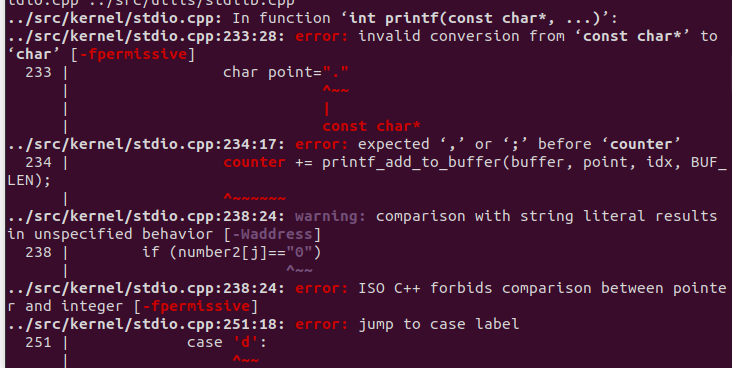 tdio.cpp ../src/utils/stdlib.cpp
../src/kernel/stdio.cpp: In function ‘int printf(const char*, ...)’:
../src/kernel/stdio.cpp:233:28: error: invalid conversion from ‘const char*’ to
‘char’ [-fpermissive]
233 | char point="."
| ^~~
| |
| const char*
../src/kernel/stdio.cpp:234:17: error: expected ‘,’ or ‘;’ before ‘counter’
234 | counter += printf_add_to_buffer(buffer, point, idx, BUF_
LEN);
| ^~~~~~~
../src/kernel/stdio.cpp:238:24: warning: comparison with string literal results
in unspecified behavior [-Waddress]
238 | if (number2[j]=="0")
| ^~~
../src/kernel/stdio.cpp:238:24: error: ISO C++ forbids comparison between pointe
r and integer [-fpermissive]
../src/kernel/stdio.cpp:251:18: error: jump to case label
251 | case 'd':
| ^~~